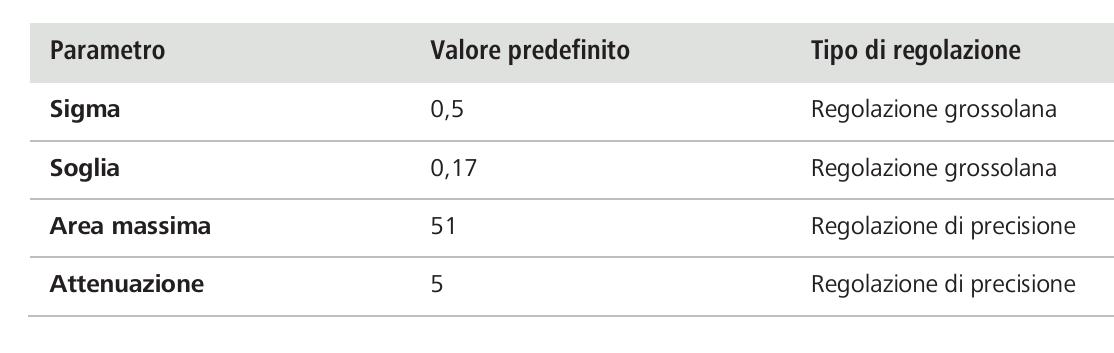 Parametro Valore predefinito Tipo di regolazione
Sigma 0,5 Regolazione grossolana
Soglia 0,17 Regolazione grossolana
Area massima 51 Regolazione di precisione
Attenuazione 5 Regolazione di precisione